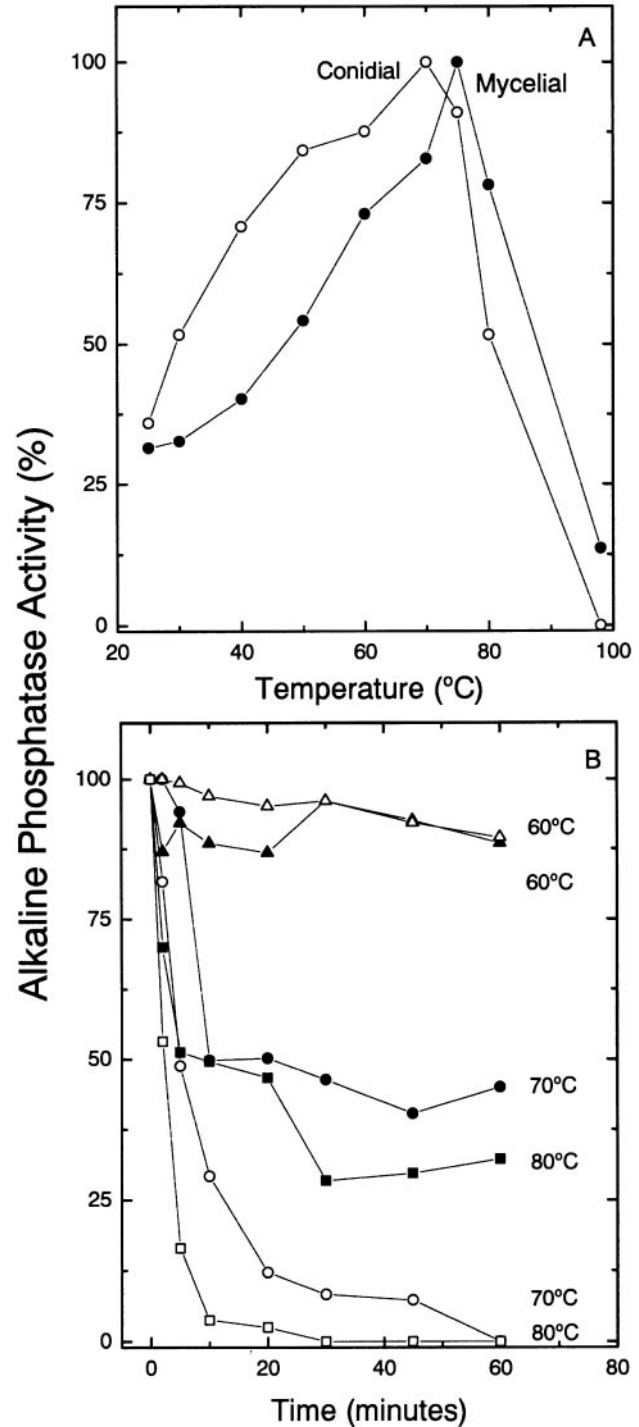 Alkaline Phosphatase Activity (%)
A
100
75
50
25
0
Conidial
Mycelial
20 40 60 80 100
Temperature (ºC)
B
100
75
50
25
0
60ºC
60ºC
70ºC
80ºC
70ºC
80ºC
0 20 40 60
Time (minutes)